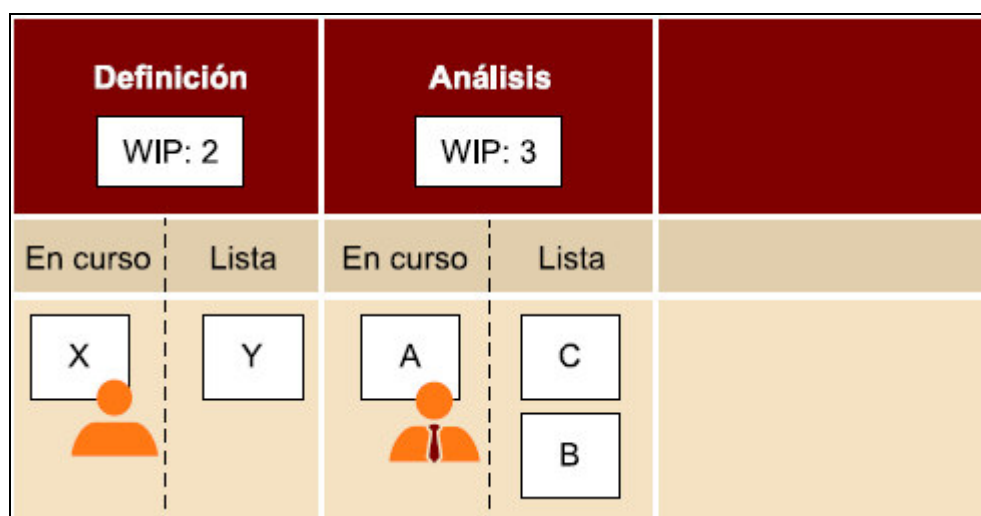 Definición Análisis
WIP: 2 WIP: 3
En curso Lista En curso Lista
X Y A C
B